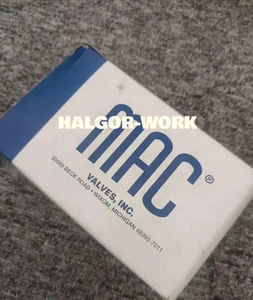 HALGOR-WORK
MAC®
VALVES, INC.
30569 BECK ROAD • WIXOM, MICHIGAN 48393-7011